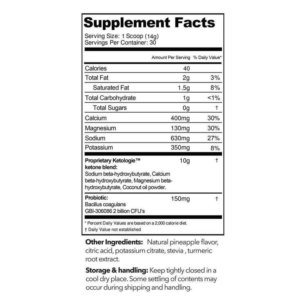 Supplement Facts
Serving Size: 1 Scoop (14g)
Servings Per Container: 30
Amount Per Serving % Daily Value*
Calories 40
Total Fat 2g 3%
Saturated Fat 1.5g 8%
Total Carbohydrate 1g <1%
Total Sugars 0g †
Calcium 400mg 30%
Magnesium 130mg 30%
Sodium 630mg 27%
Potassium 350mg 8%
Proprietary Ketologie™ 10g †
ketone blend:
Sodium beta-hydroxybutyrate, Calcium
beta-hydroxybutyrate, Magnesium beta-
hydroxybutyrate, Coconut oil powder.
Probiotic: 150mg †
Bacillus coagulans
GBI-306086 2 billion CFU's
* Percent Daily Values are based on a 2,000 calorie diet.
† Daily Value not established
Other Ingredients: Natural pineapple flavor,
citric acid, potassium citrate, stevia , turmeric
root extract.
Storage & handling: Keep tightly closed in a
cool dry place. Some settling of contents may
occur during shipping and handling.